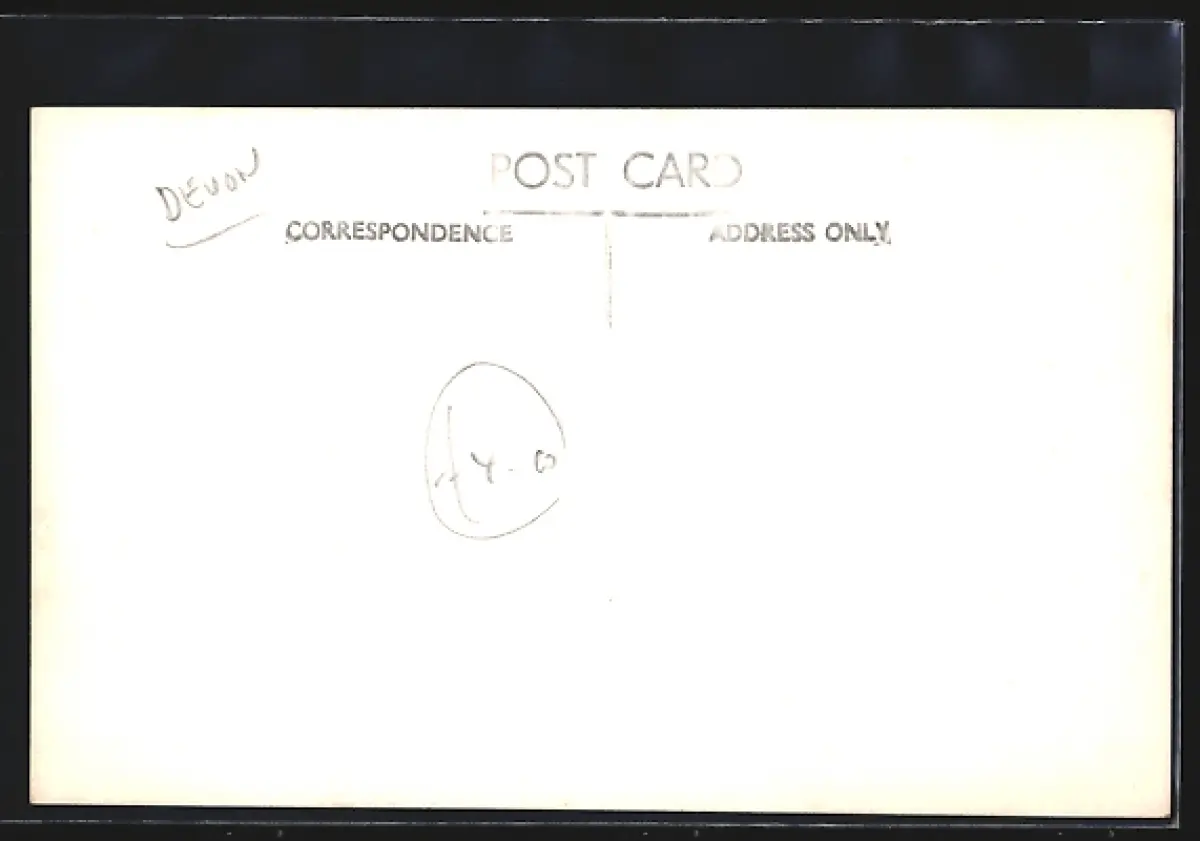 DEVON
POST CARD
CORRESPONDENCE
ADDRESS ONLY